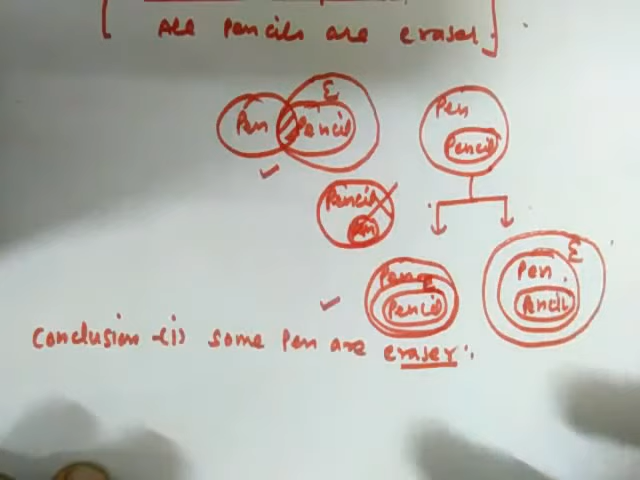 All Pencils are eraser
Pen Pencil E
Pen Pencil
Pencil Pen
Pen E Pencil
Pen E Pencil
Conclusion -(i) some Pen are eraser.